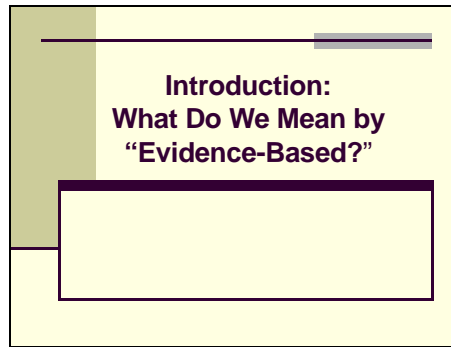 Introduction:
What Do We Mean by
“Evidence-Based?”